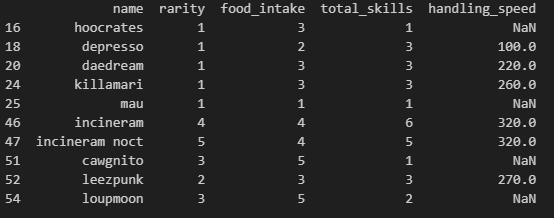 name rarity food_intake total_skills handling_speed
16 hoocrates 1 3 1 NaN
18 depresso 1 2 3 100.0
20 daedream 1 3 3 220.0
24 killamari 1 3 3 260.0
25 mau 1 1 1 NaN
46 incineram 4 4 6 320.0
47 incineram noct 5 4 5 320.0
51 cawgnito 3 5 1 NaN
52 leezpunk 2 3 3 270.0
54 loupmoon 3 5 2 NaN